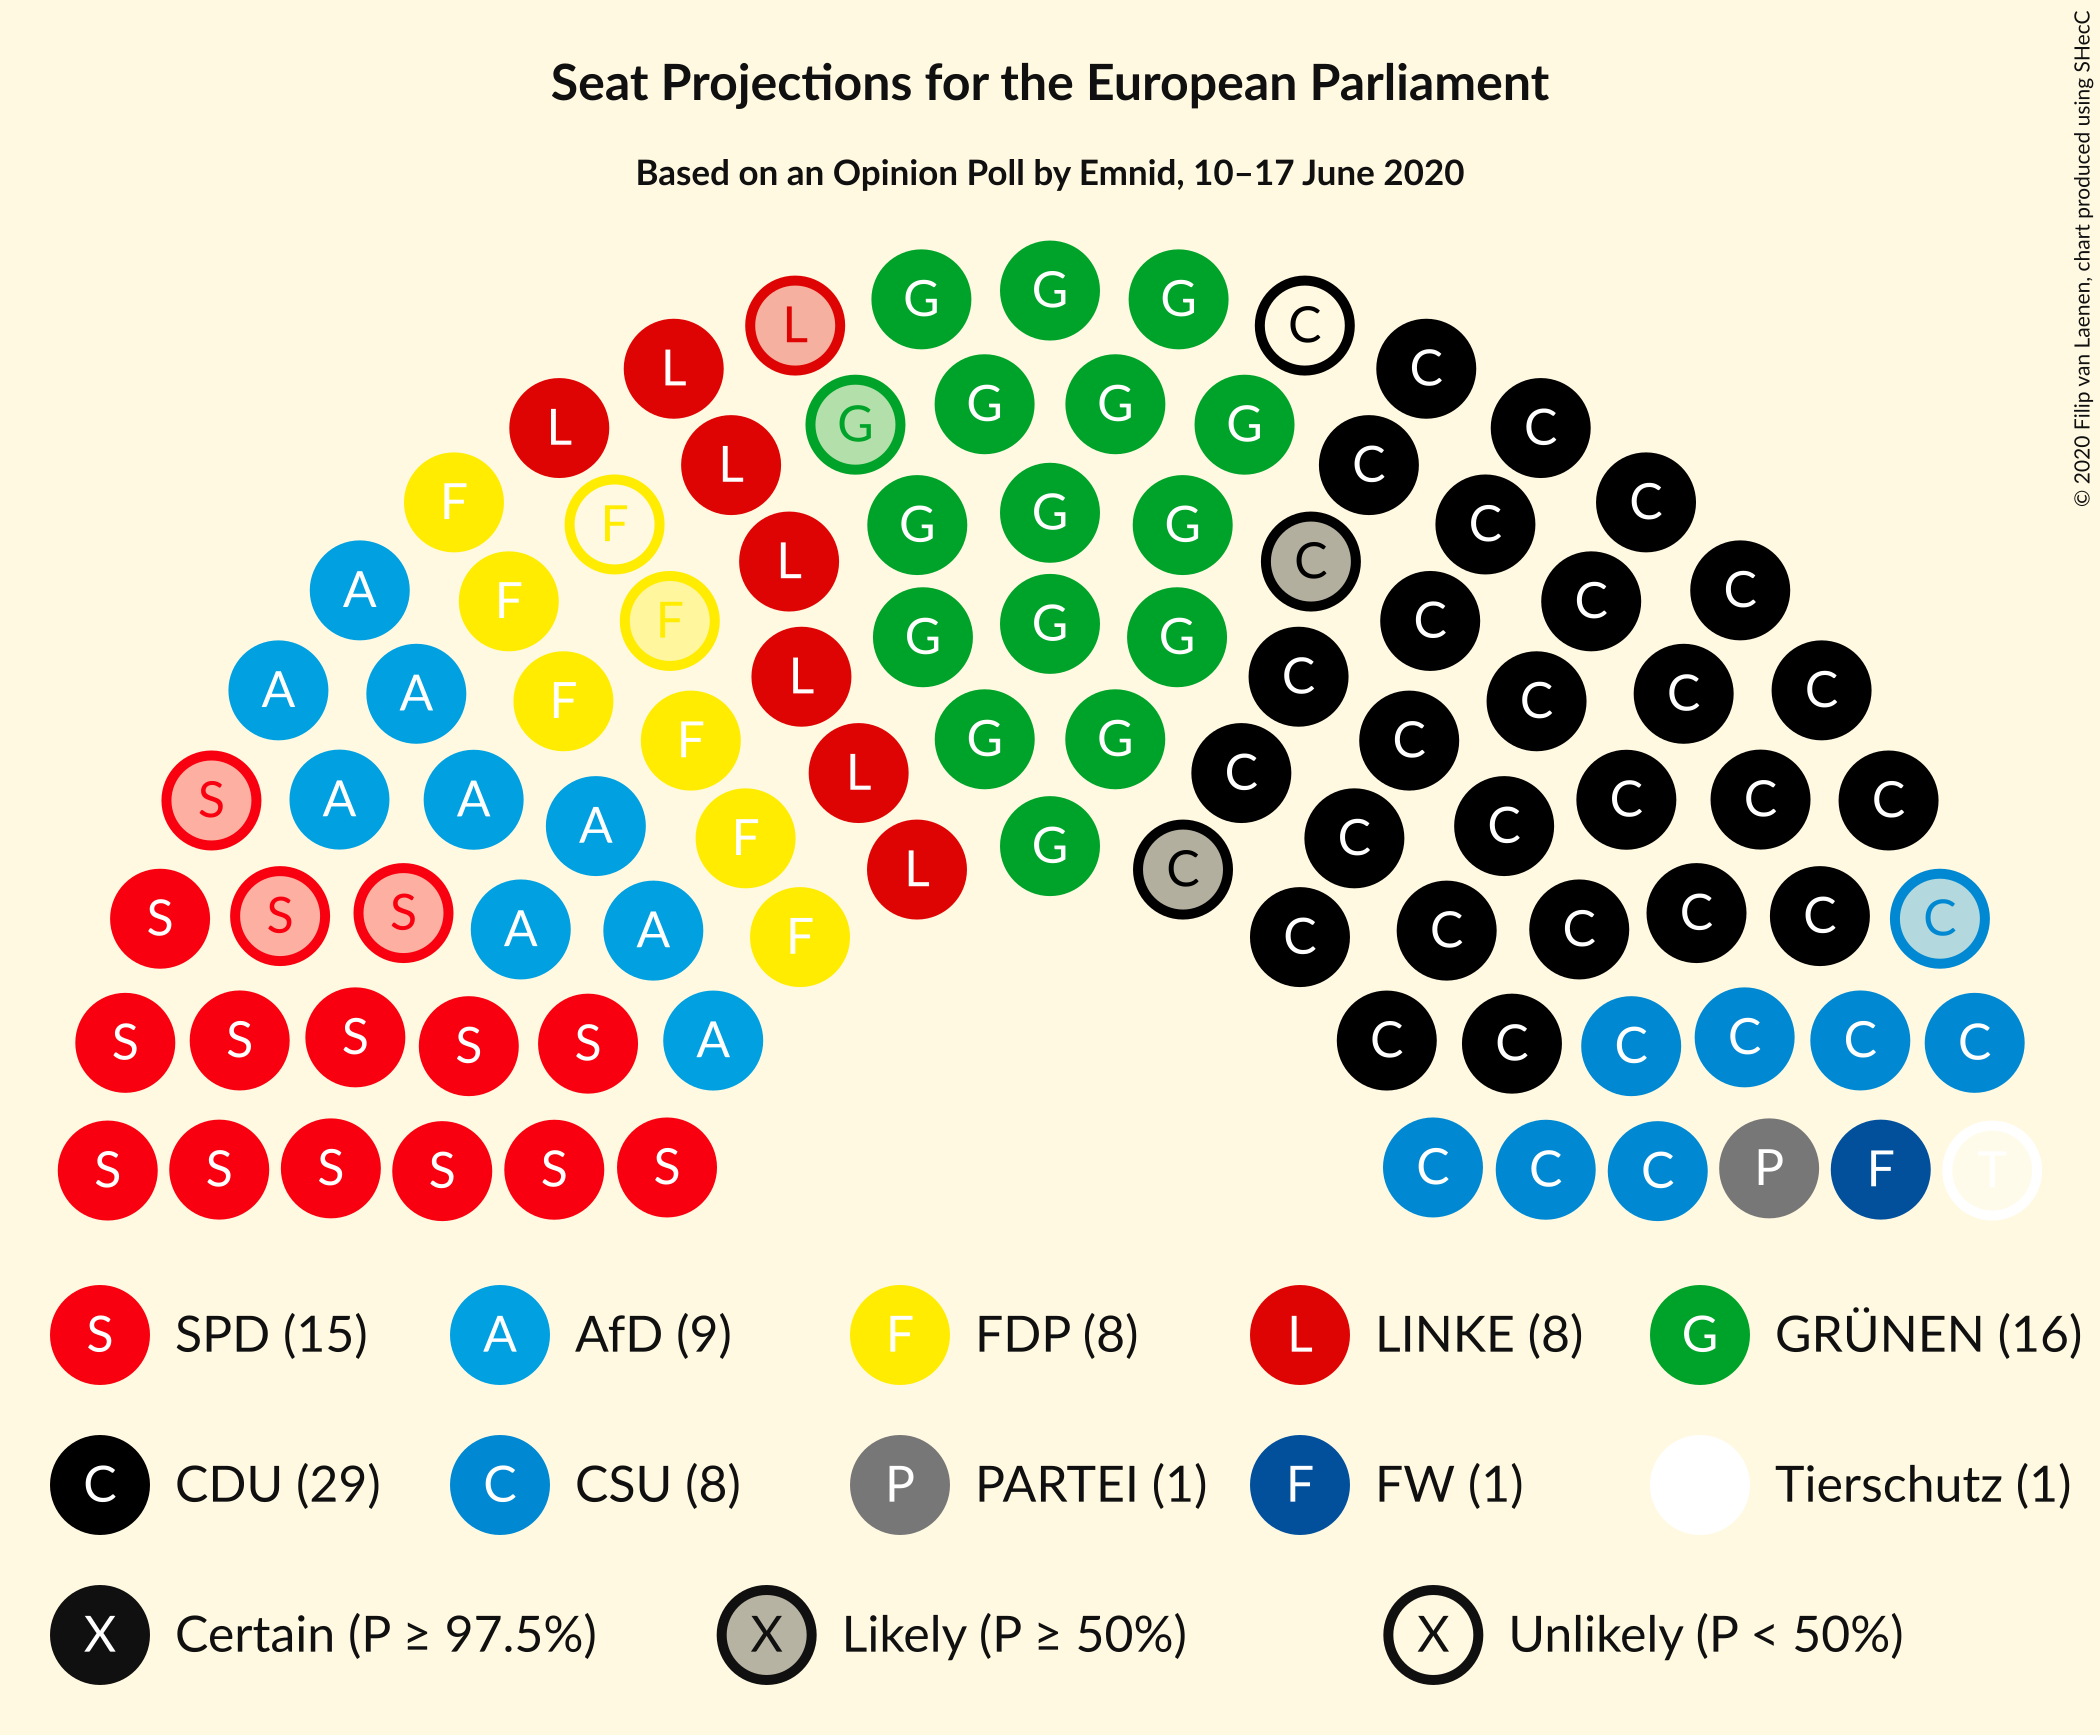 Seat Projections for the European Parliament
Based on an Opinion Poll by Emnid, 10–17 June 2020
© 2020 Filip van Laenen, chart produced using SHecC
G G G
L C
L C
G G G G
L C
L C
F C
G G G
F C
L C
A C
F C
F C
G G G
L C
A C
A C
F C
G G
F C
L C
S A A C C C
A C
F C
G
L C
S S S C C C
A A F C C C
S S S S S A C C C C C C
S S S S S S C C C P F T
S SPD (15) A AfD (9) F FDP (8) L LINKE (8) G GRÜNEN (16)
C CDU (29) C CSU (8) P PARTEI (1) F FW (1) Tierschutz (1)
X Certain (P ≥ 97.5%) X Likely (P ≥ 50%) X Unlikely (P < 50%)